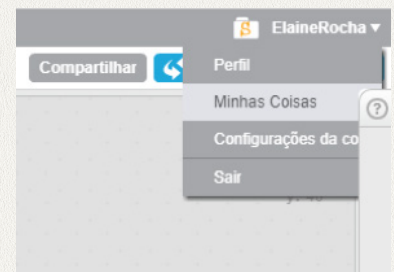 ElaineRocha ▾
Compartilhar
Perfil
Minhas Coisas
?
Configurações da co
Sair